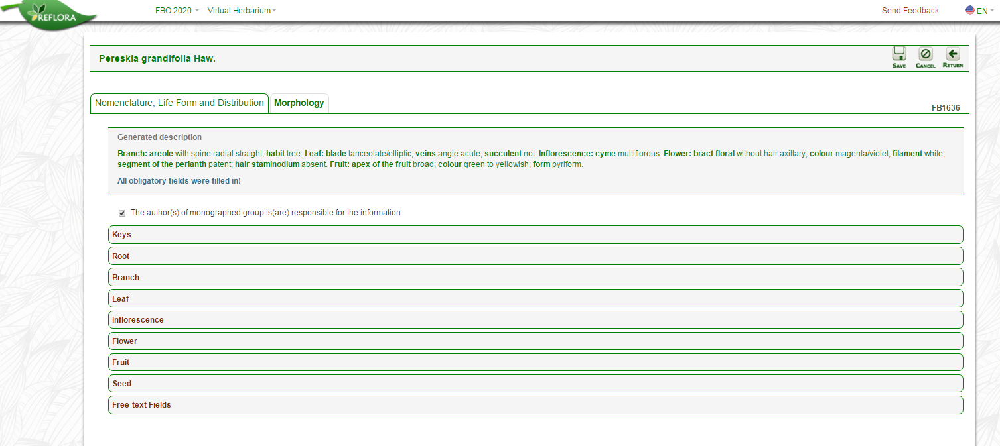 REFLORA
FBO 2020 Virtual Herbarium Send Feedback EN
Pereskia grandifolia Haw.
SAVE CANCEL RETURN
Nomenclature, Life Form and Distribution Morphology
FB1636
Generated description
Branch: areole with spine radial straight; habit tree. Leaf: blade lanceolate/elliptic; veins angle acute; succulent not. Inflorescence: cyme multiflorous. Flower: bract floral without hair axillary; colour magenta/violet; filament white;
segment of the perianth patent; hair staminodium absent. Fruit: apex of the fruit broad; colour green to yellowish; form pyriform.
All obligatory fields were filled in!
The author(s) of monographed group is(are) responsible for the information
Keys
Root
Branch
Leaf
Inflorescence
Flower
Fruit
Seed
Free-text Fields